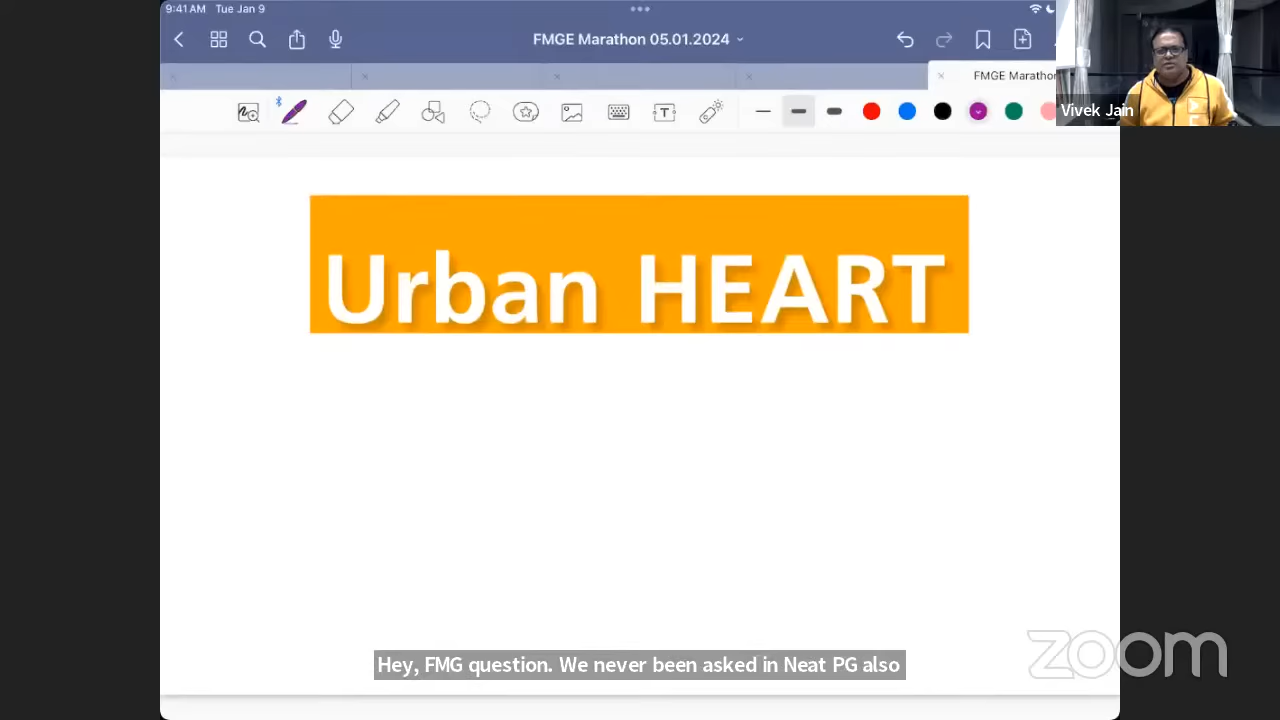 9:41 AM Tue Jan 9
FMGE Marathon 05.01.2024
FMGE Maratho
Vivek Jain
Urban HEART
Hey, FMG question. We never been asked in Neat PG also
zoom